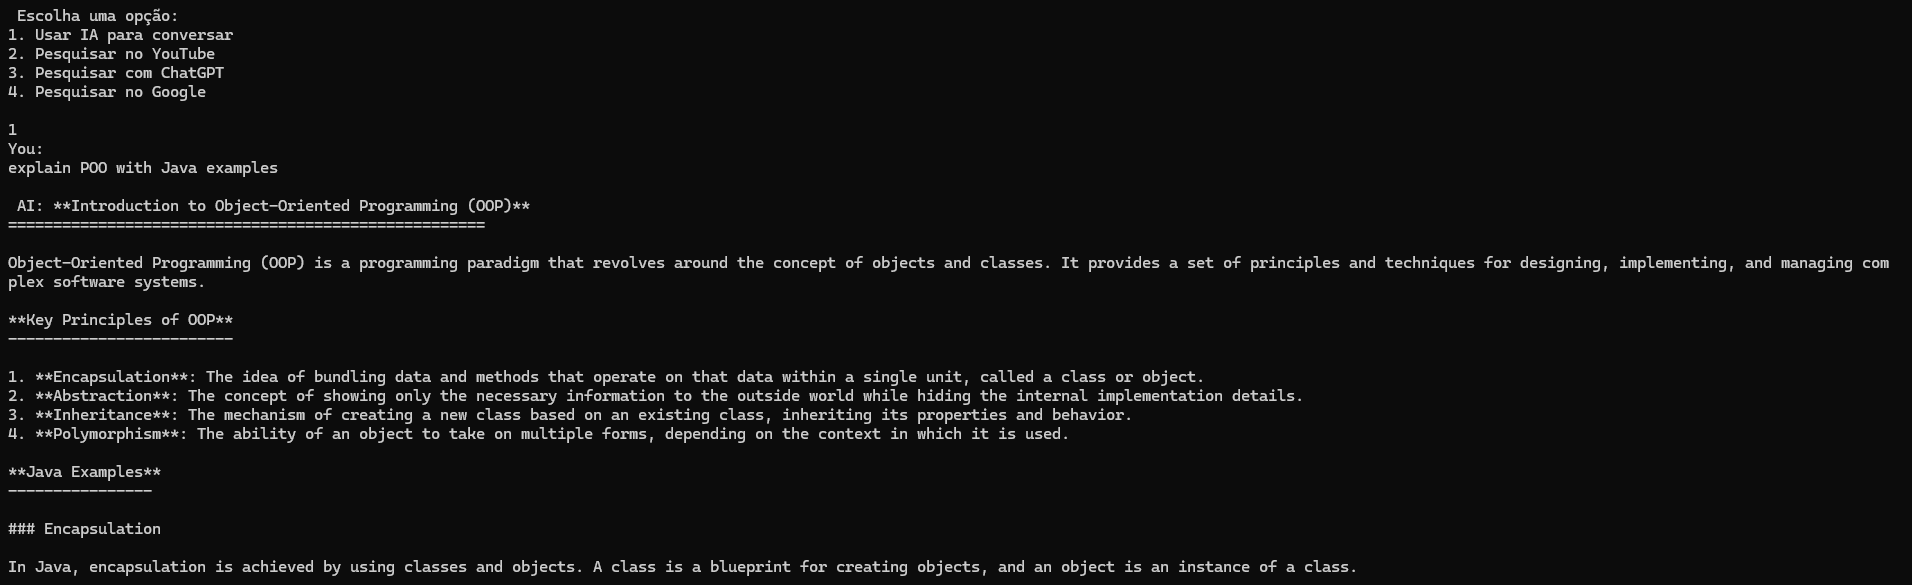 Escolha uma opção:
1. Usar IA para conversar
2. Pesquisar no YouTube
3. Pesquisar com ChatGPT
4. Pesquisar no Google
1
You:
explain POO with Java examples
AI: **Introduction to Object-Oriented Programming (OOP)**
=====================================================
Object-Oriented Programming (OOP) is a programming paradigm that revolves around the concept of objects and classes. It provides a set of principles and techniques for designing, implementing, and managing com
plex software systems.
**Key Principles of OOP**
-------------------------
1. **Encapsulation**: The idea of bundling data and methods that operate on that data within a single unit, called a class or object.
2. **Abstraction**: The concept of showing only the necessary information to the outside world while hiding the internal implementation details.
3. **Inheritance**: The mechanism of creating a new class based on an existing class, inheriting its properties and behavior.
4. **Polymorphism**: The ability of an object to take on multiple forms, depending on the context in which it is used.
**Java Examples**
----------------
### Encapsulation
In Java, encapsulation is achieved by using classes and objects. A class is a blueprint for creating objects, and an object is an instance of a class.